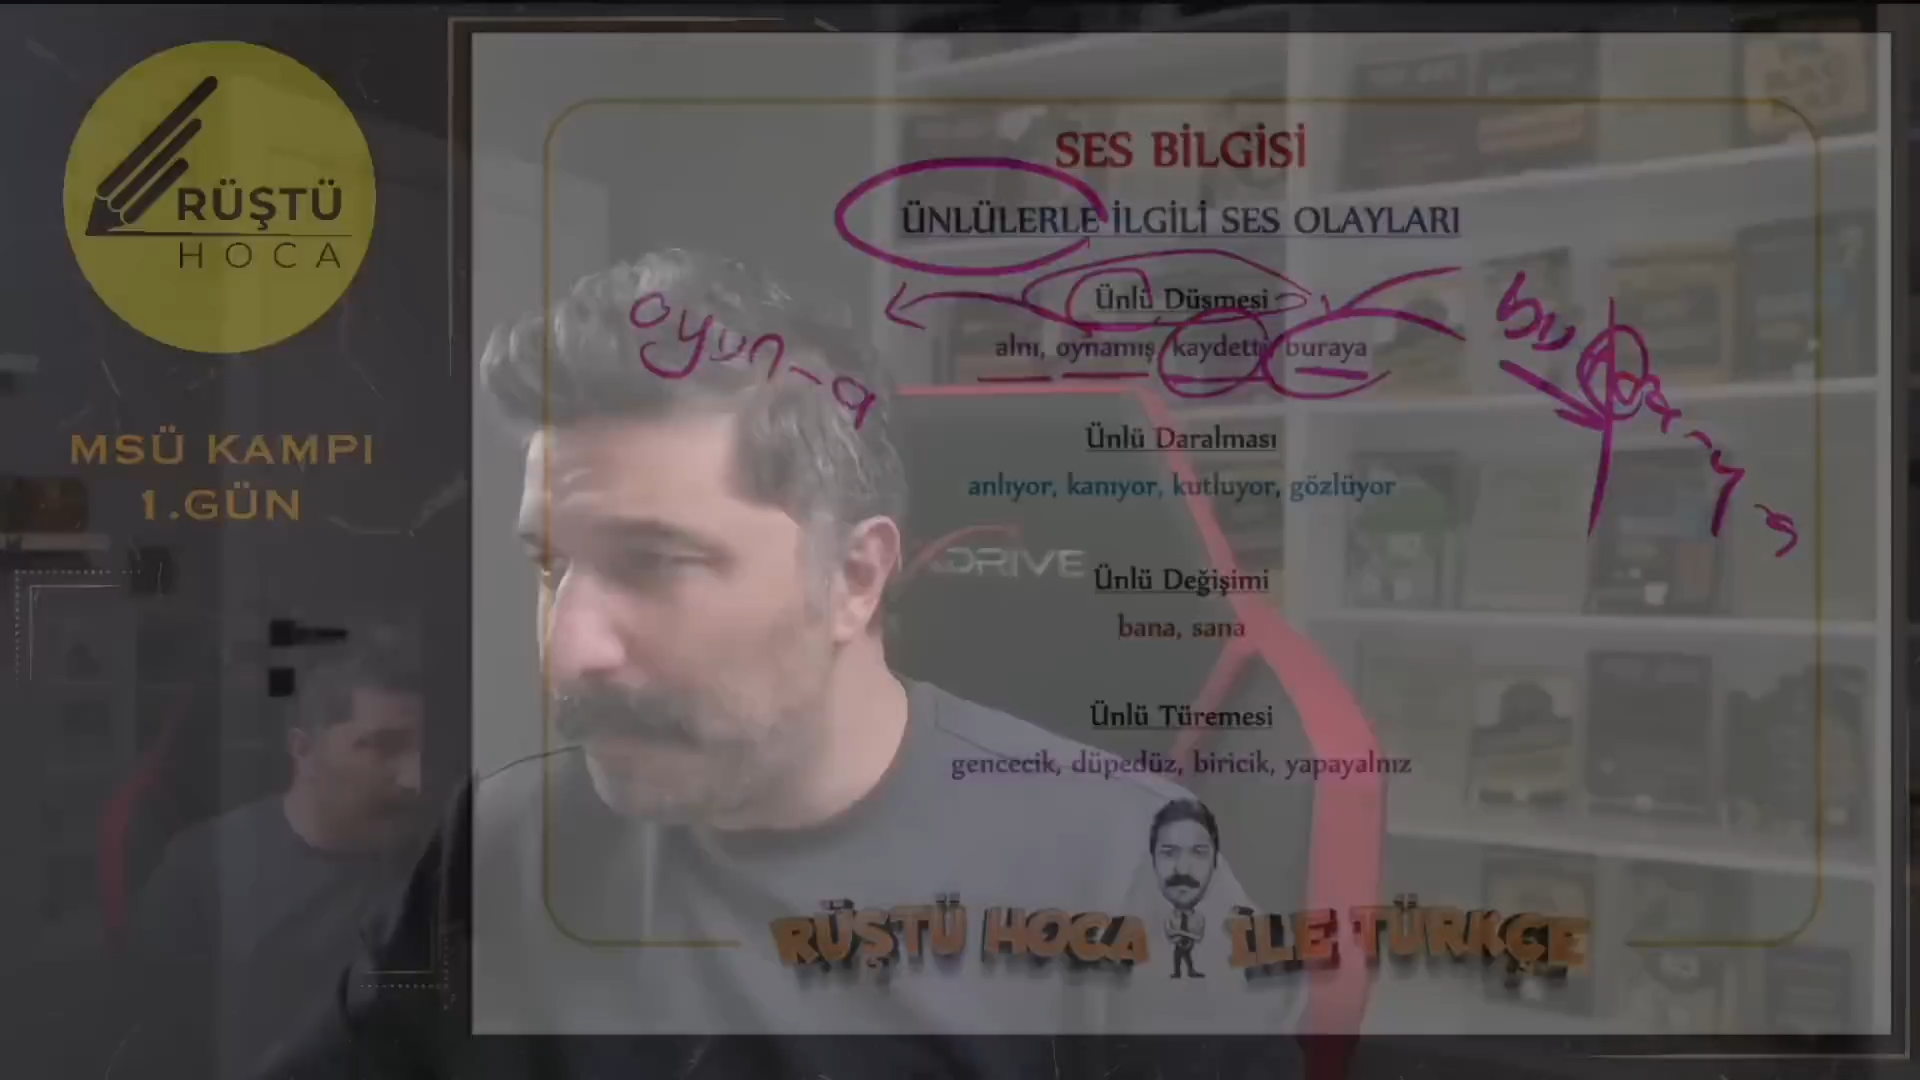 RÜŞTÜ
HOCA
MSÜ KAMPI
1.GÜN
SES BİLGİSİ
ÜNLÜLERLE İLGİLİ SES OLAYLARI
Ünlü Düşmesi
alnı, oynamış, kaydetti, buraya
oyun-a
bu
Ünlü Daralması
anlıyor, kanıyor, kutluyor, gözlüyor
DRIVE
Ünlü Değişimi
bana, sana
Ünlü Türemesi
gencecik, düpedüz, biricik, yapayalnız
RÜŞTÜ HOCA İLE TÜRKÇE